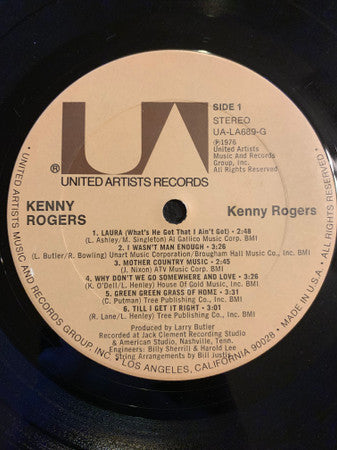 UA
®
UNITED ARTISTS RECORDS
SIDE 1
STEREO
UA-LA689-G
℗1976
United Artists
Music And Records
Group, Inc.
All Rights Reserved
KENNY
ROGERS
Kenny Rogers
1. LAURA (What's He Got That I Ain't Got) • 2:48
(L. Ashley/M. Singleton) Al Gallico Music Corp. BMI
2. I WASN'T MAN ENOUGH • 3:26
(L. Butler/R. Bowling) Unart Music Corporation/Brougham Hall Music Co. BMI
3. MOTHER COUNTRY MUSIC • 2:45
(J. Nixon) ATV Music Corp. BMI
4. WHY DON'T WE GO SOMEWHERE AND LOVE • 3:26
(K. O'Dell/L. Henley) House Of Gold Music, Inc. BMI
5. GREEN GREEN GRASS OF HOME • 3:31
(C. Putman) Tree Publishing Co., Inc. BMI
6. TILL I GET IT RIGHT • 3:01
(R. Lane/L. Henley) Tree Publishing Co., Inc. BMI
Produced by Larry Butler
Recorded at Jack Clement Recording Studio
& American Studio, Nashville, Tenn.
Engineers: Billy Sherrill & Harold Lee
String Arrangements by Bill Justis
• UNITED ARTISTS MUSIC AND RECORDS GROUP, INC. • LOS ANGELES, CALIFORNIA 90028 • MADE IN U.S.A. • ALL RIGHTS RESERVED.